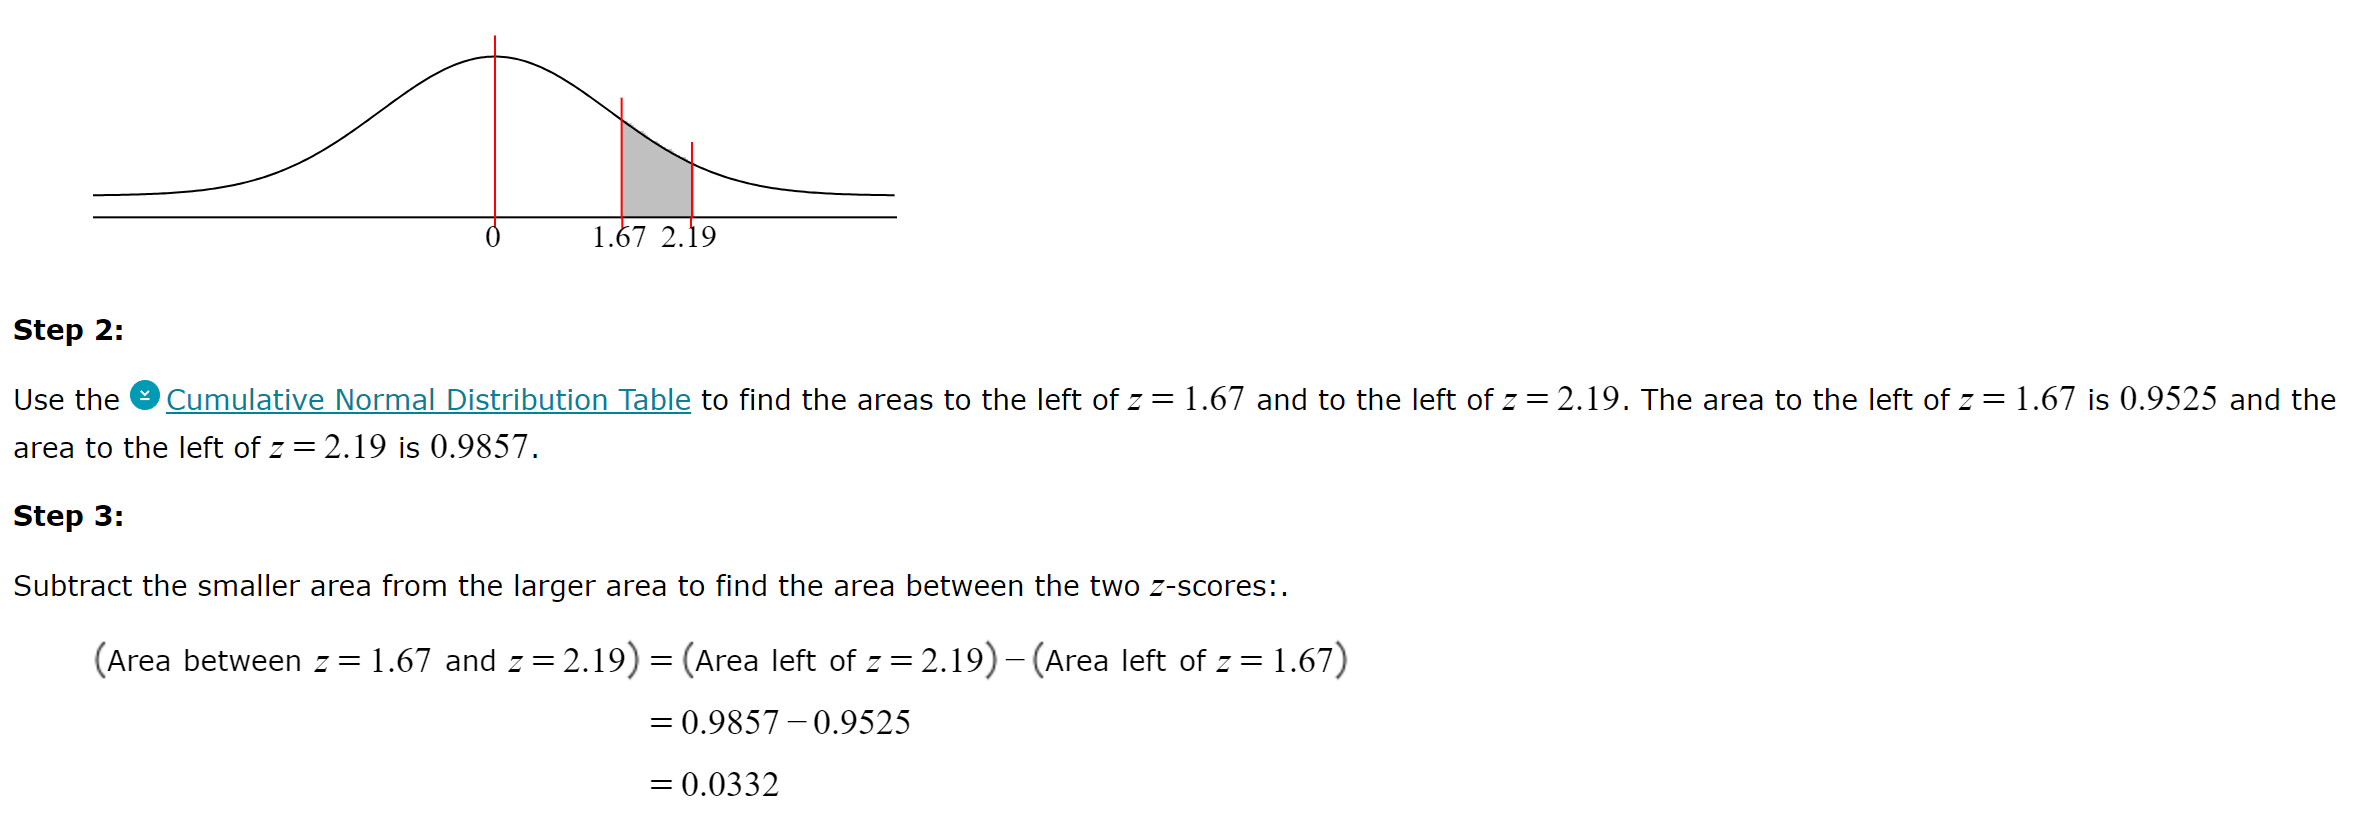 0 1.67 2.19
Step 2:
Use the Cumulative Normal Distribution Table to find the areas to the left of z = 1.67 and to the left of z = 2.19. The area to the left of z = 1.67 is 0.9525 and the
area to the left of z = 2.19 is 0.9857.
Step 3:
Subtract the smaller area from the larger area to find the area between the two z-scores:.
(Area between z = 1.67 and z = 2.19) = (Area left of z = 2.19) − (Area left of z = 1.67)
= 0.9857 − 0.9525
= 0.0332